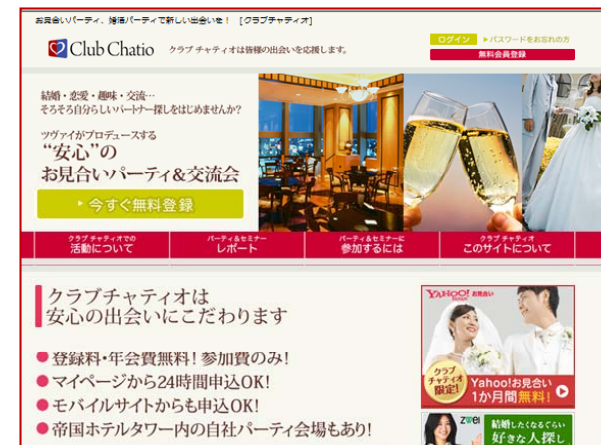 お見合いパーティ、婚活パーティで新しい出会いを! [クラブチャティオ]
Club Chatio
クラブ チャティオは皆様の出会いを応援します。
ログイン
パスワードをお忘れの方
無料会員登録
結婚・恋愛・趣味・交流…
そろそろ自分らしいパートナー探しをはじめませんか?
ツヴァイがプロデュースする
“安心”の
お見合いパーティ&交流会
今すぐ無料登録
クラブ チャティオでの
活動について
パーティ&セミナー
レポート
パーティ&セミナーに
参加するには
クラブ チャティオ
このサイトについて
クラブチャティオは
安心の出会いにこだわります
登録料・年会費無料! 参加費のみ!
マイページから24時間申込OK!
モバイルサイトからも申込OK!
帝国ホテルタワー内の自社パーティ会場もあり!
YAHOO! お見合い
JAPAN
クラブ
チャティオ
限定!
Yahoo!お見合い
1か月間無料!
zwei
結婚したくなるぐらい
好きな人探し